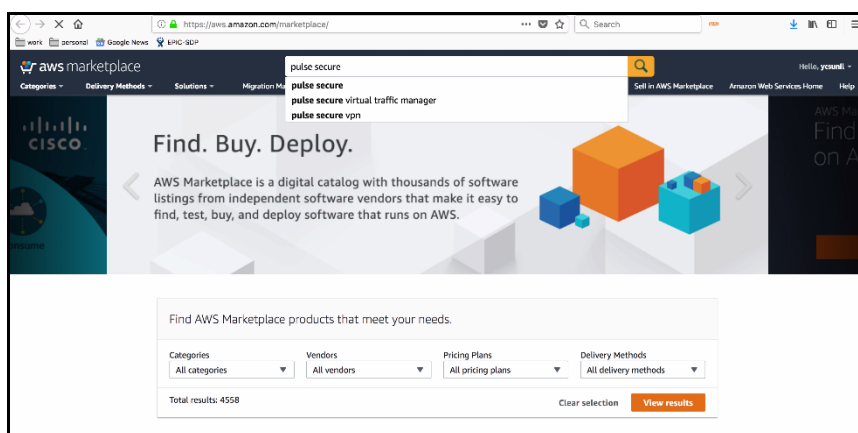 https://aws.amazon.com/marketplace/
Search
work personal Google News EPIC-SDP
aws marketplace
pulse secure
Hello, ycsunil
Categories Delivery Methods Solutions Migration Ma
Sell in AWS Marketplace Amazon Web Services Home Help
pulse secure
pulse secure virtual traffic manager
pulse secure vpn
CISCO
Find. Buy. Deploy.
AWS Marketplace is a digital catalog with thousands of software
listings from independent software vendors that make it easy to
find, test, buy, and deploy software that runs on AWS.
AWS Ma
Find
on A
onsume
Find AWS Marketplace products that meet your needs.
Categories Vendors Pricing Plans Delivery Methods
All categories All vendors All pricing plans All delivery methods
Total results: 4558 Clear selection View results